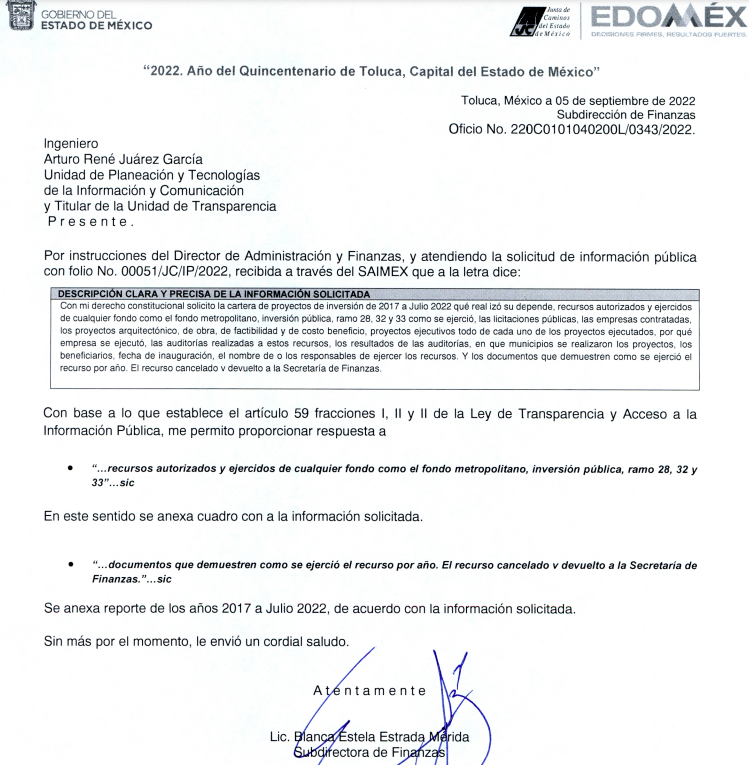 GOBIERNO DEL
ESTADO DE MÉXICO
Junta de
Caminos
del Estado
de México
EDOMÉX
DECISIONES FIRMES, RESULTADOS FUERTES.
“2022. Año del Quincentenario de Toluca, Capital del Estado de México”
Toluca, México a 05 de septiembre de 2022
Subdirección de Finanzas
Oficio No. 220C0101040200L/0343/2022.
Ingeniero
Arturo René Juárez García
Unidad de Planeación y Tecnologías
de la Información y Comunicación
y Titular de la Unidad de Transparencia
P r e s e n t e .
Por instrucciones del Director de Administración y Finanzas, y atendiendo la solicitud de información pública
con folio No. 00051/JC/IP/2022, recibida a través del SAIMEX que a la letra dice:
DESCRIPCIÓN CLARA Y PRECISA DE LA INFORMACIÓN SOLICITADA
Con mi derecho constitucional solicito la cartera de proyectos de inversión de 2017 a Julio 2022 qué real izó su depende, recursos autorizados y ejercidos
de cualquier fondo como el fondo metropolitano, inversión pública, ramo 28, 32 y 33 como se ejerció, las licitaciones públicas, las empresas contratadas,
los proyectos arquitectónico, de obra, de factibilidad y de costo beneficio, proyectos ejecutivos todo de cada uno de los proyectos ejecutados, por qué
empresa se ejecutó, las auditorías realizadas a estos recursos, los resultados de las auditorías, en que municipios se realizaron los proyectos, los
beneficiarios, fecha de inauguración, el nombre de o los responsables de ejercer los recursos. Y los documentos que demuestren como se ejerció el
recurso por año. El recurso cancelado v devuelto a la Secretaría de Finanzas.
Con base a lo que establece el artículo 59 fracciones I, II y II de la Ley de Transparencia y Acceso a la
Información Pública, me permito proporcionar respuesta a
• “…recursos autorizados y ejercidos de cualquier fondo como el fondo metropolitano, inversión pública, ramo 28, 32 y
33”…sic
En este sentido se anexa cuadro con a la información solicitada.
• “…documentos que demuestren como se ejerció el recurso por año. El recurso cancelado v devuelto a la Secretaría de
Finanzas.”…sic
Se anexa reporte de los años 2017 a Julio 2022, de acuerdo con la información solicitada.
Sin más por el momento, le envió un cordial saludo.
A t e n t a m e n t e
Lic. Blanca Estela Estrada Mérida
Subdirectora de Finanzas